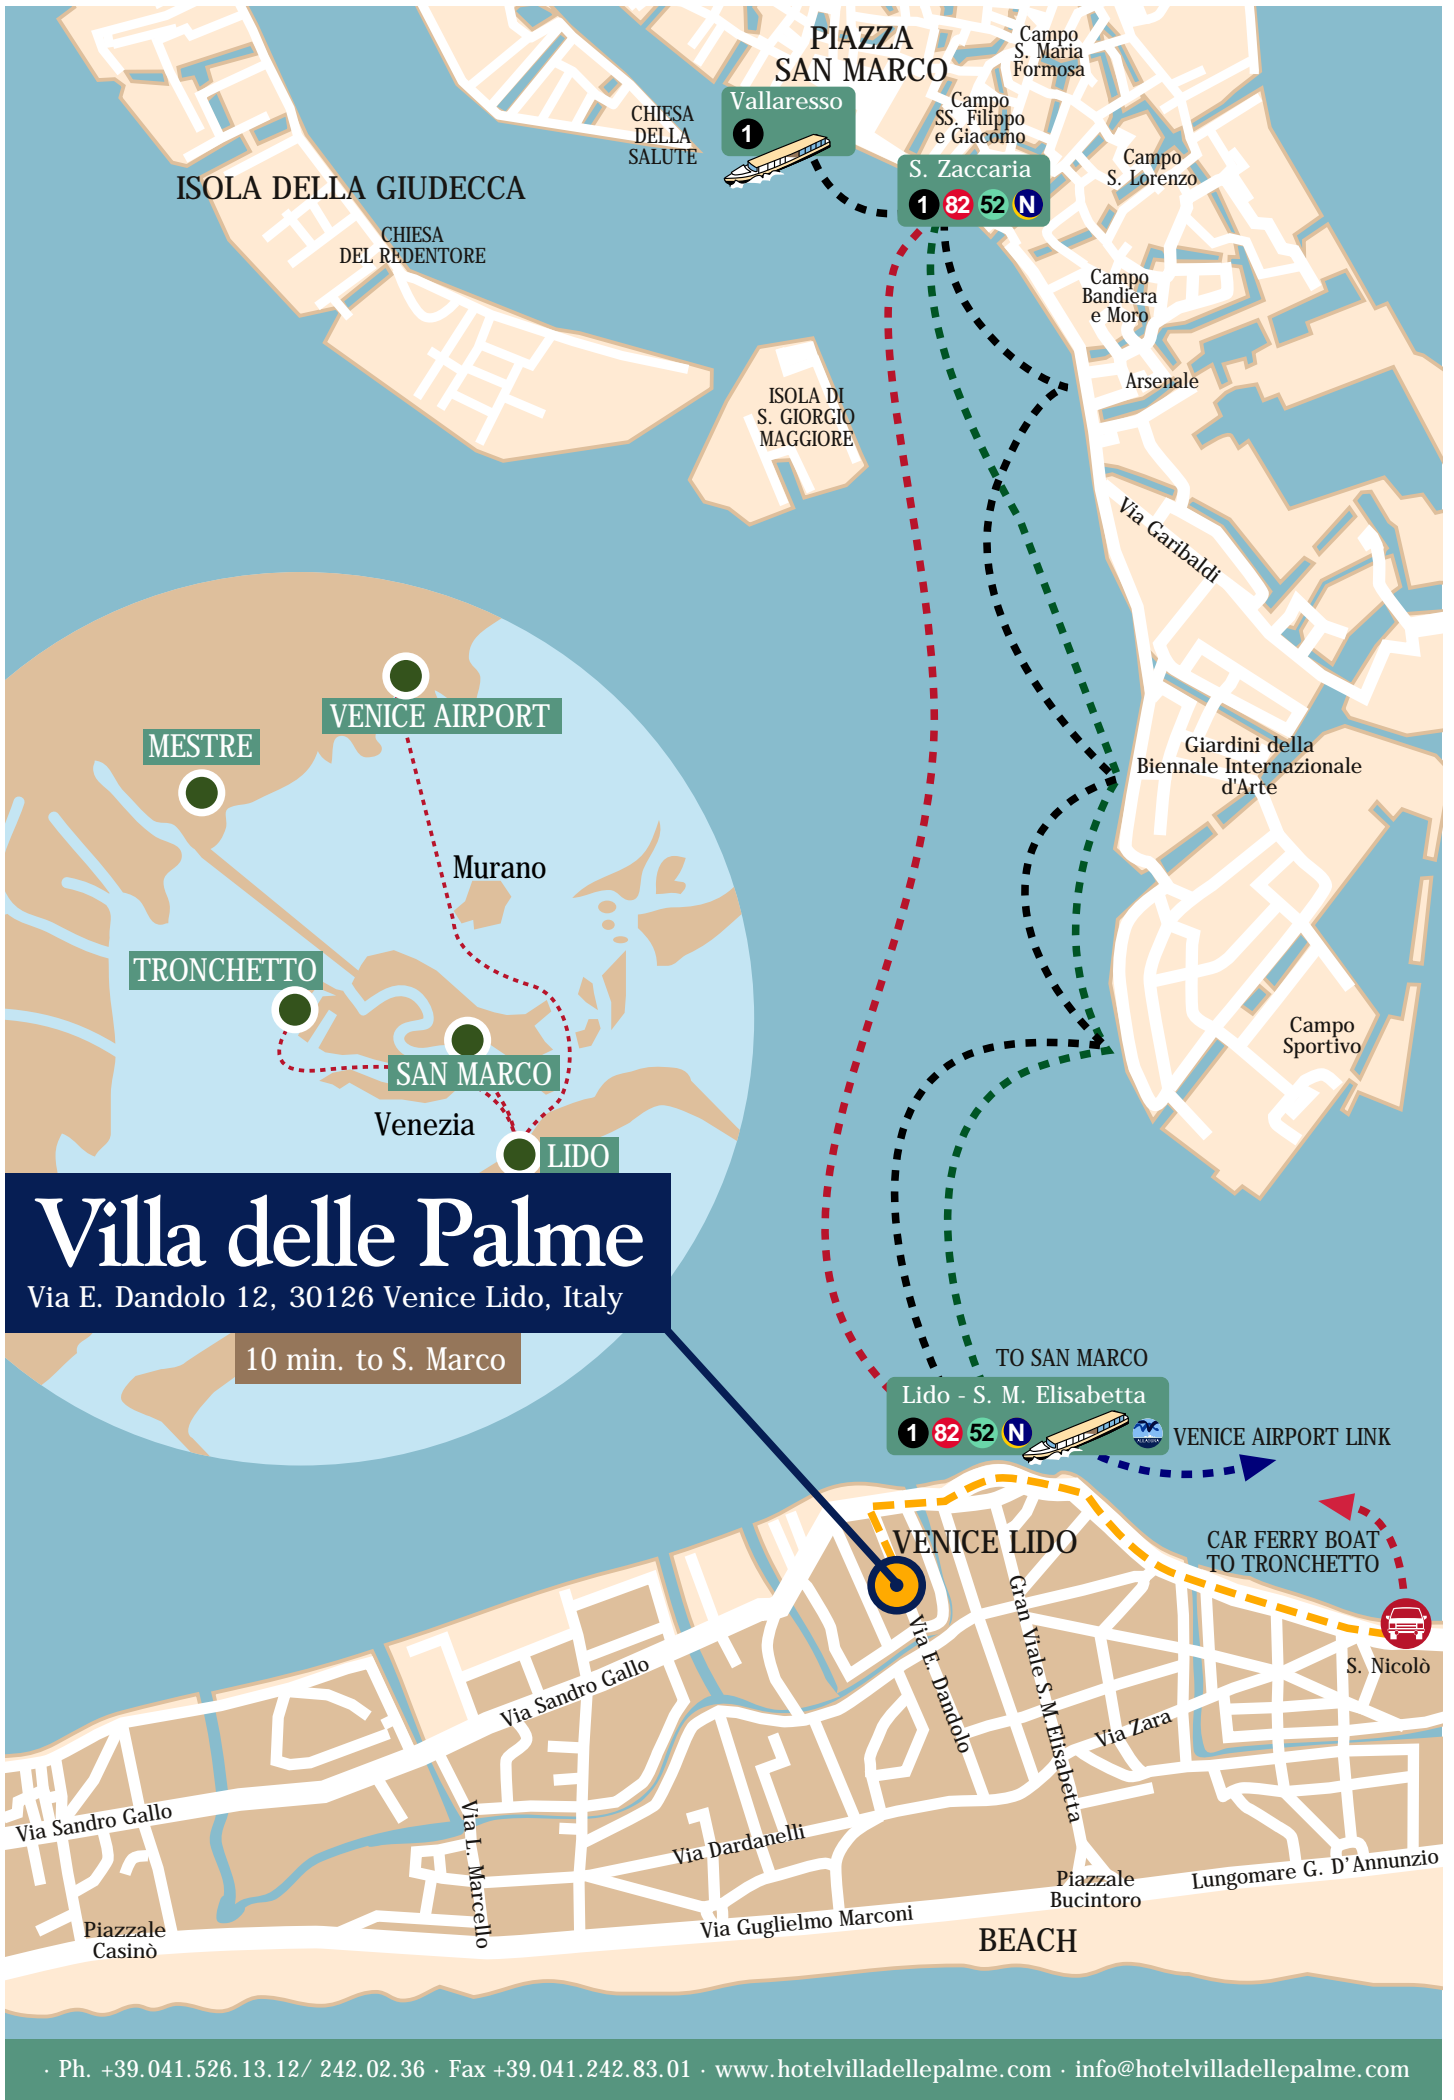 PIAZZA
SAN MARCO
Campo
S. Maria
Formosa
Vallaresso
1
CHIESA
DELLA
SALUTE
Campo
SS. Filippo
e Giacomo
Campo
S. Lorenzo
S. Zaccaria
1 82 52 N
ISOLA DELLA GIUDECCA
CHIESA
DEL REDENTORE
Campo
Bandiera
e Moro
Arsenale
ISOLA DI
S. GIORGIO
MAGGIORE
Via Garibaldi
VENICE AIRPORT
MESTRE
Giardini della
Biennale Internazionale
d'Arte
Murano
TRONCHETTO
Campo
Sportivo
SAN MARCO
Venezia
LIDO
Villa delle Palme
Via E. Dandolo 12, 30126 Venice Lido, Italy
10 min. to S. Marco
TO SAN MARCO
Lido - S. M. Elisabetta
1 82 52 N
VENICE AIRPORT LINK
CAR FERRY BOAT
TO TRONCHETTO
VENICE LIDO
S. Nicolò
Via E. Dandolo
Gran Viale S.M.Elisabetta
Via Sandro Gallo
Via Zara
Via Sandro Gallo
Via L. Marcello
Via Dardanelli
Piazzale
Bucintoro
Lungomare G. D'Annunzio
Via Guglielmo Marconi
Piazzale
Casinò
BEACH
· Ph. +39.041.526.13.12/ 242.02.36 · Fax +39.041.242.83.01 · www.hotelvilladellepalme.com · info@hotelvilladellepalme.com